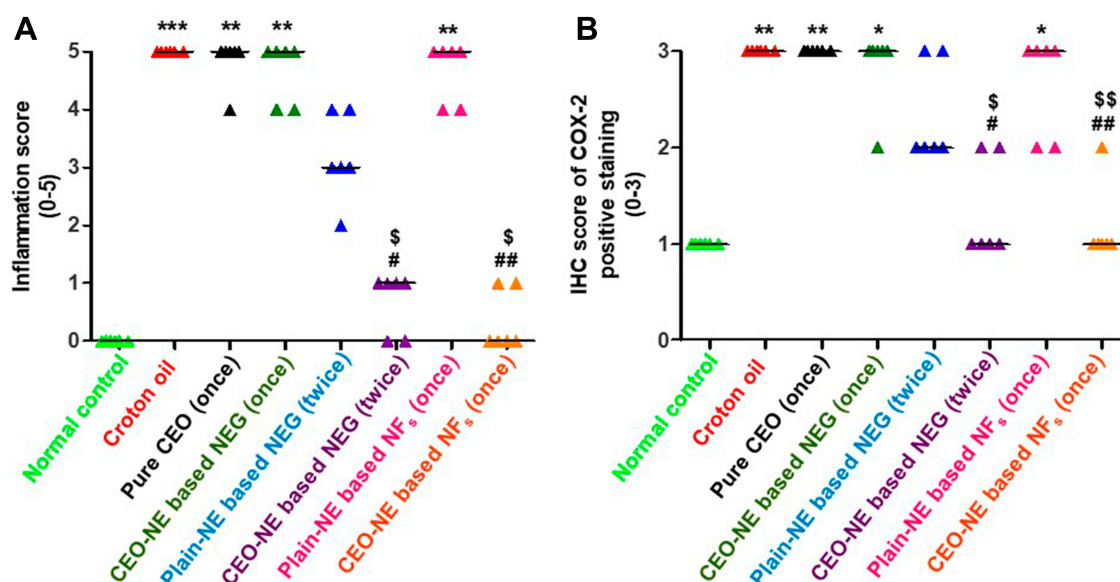 A
Inflammation score
(0-5)
5
4
3
2
1
0
***
**
**
$
#
**
$
##
Normal control
Croton oil
Pure CEO (once)
CEO-NE based NEG (once)
Plain-NE based NEG (twice)
CEO-NE based NEG (twice)
Plain-NE based NFs (once)
CEO-NE based NFs (once)
B
IHC score of COX-2
positive staining
(0-3)
3
2
1
0
**
**
*
$
#
*
$$
##
Normal control
Croton oil
Pure CEO (once)
CEO-NE based NEG (once)
Plain-NE based NEG (twice)
CEO-NE based NEG (twice)
Plain-NE based NFs (once)
CEO-NE based NFs (once)